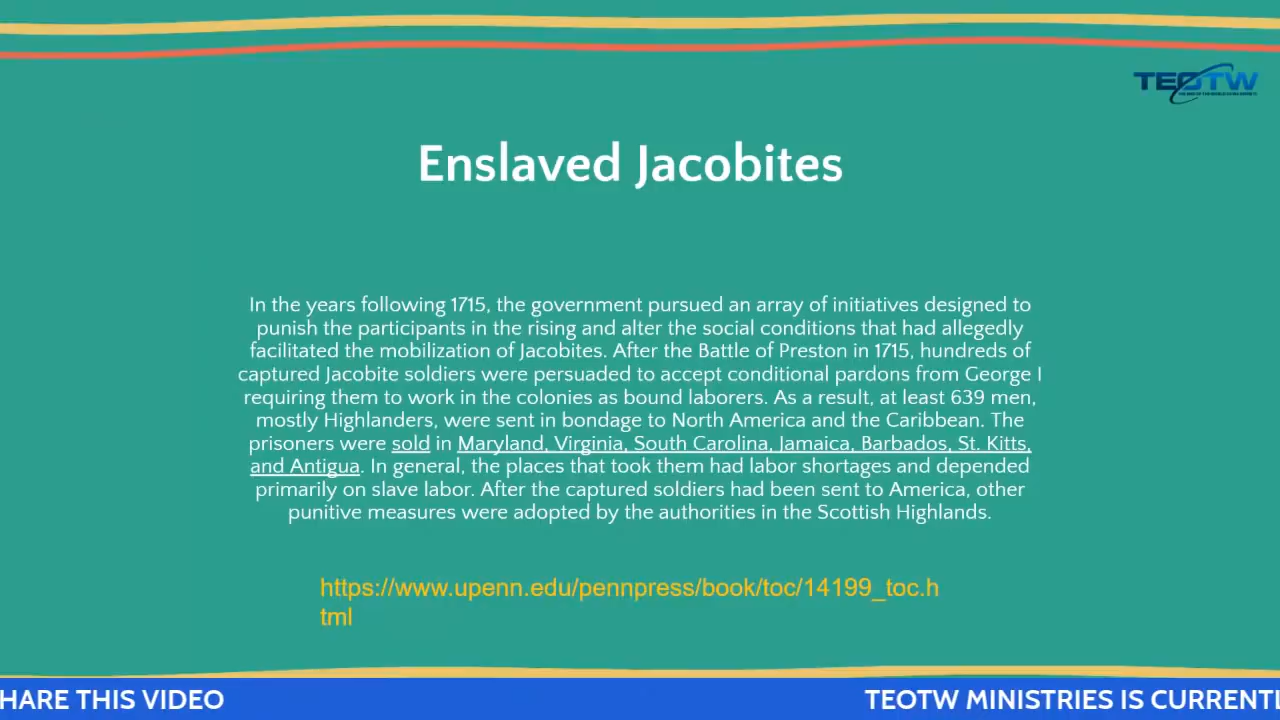 TEOTW
Enslaved Jacobites
In the years following 1715, the government pursued an array of initiatives designed to
punish the participants in the rising and alter the social conditions that had allegedly
facilitated the mobilization of Jacobites. After the Battle of Preston in 1715, hundreds of
captured Jacobite soldiers were persuaded to accept conditional pardons from George I
requiring them to work in the colonies as bound laborers. As a result, at least 639 men,
mostly Highlanders, were sent in bondage to North America and the Caribbean. The
prisoners were sold in Maryland, Virginia, South Carolina, Jamaica, Barbados, St. Kitts,
and Antigua. In general, the places that took them had labor shortages and depended
primarily on slave labor. After the captured soldiers had been sent to America, other
punitive measures were adopted by the authorities in the Scottish Highlands.
https://www.upenn.edu/pennpress/book/toc/14199_toc.h
tml
HARE THIS VIDEO TEOTW MINISTRIES IS CURRENTL